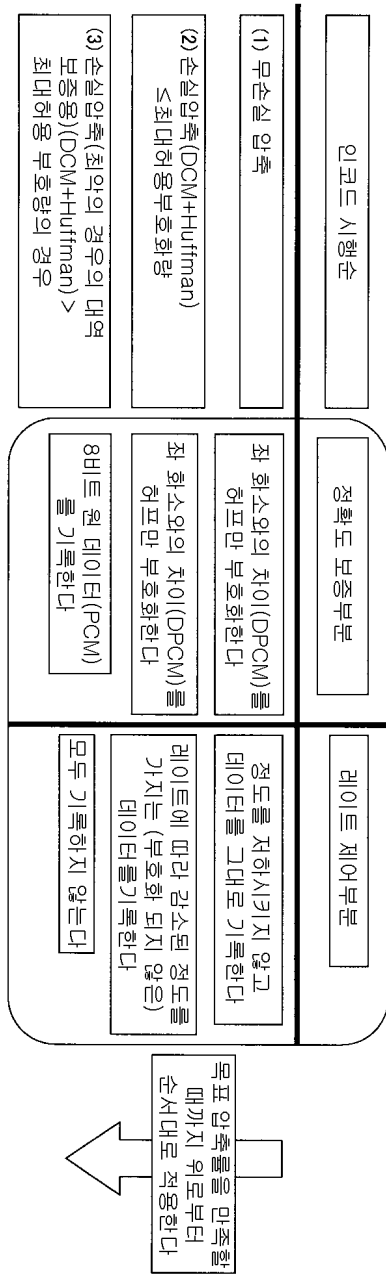 인코드 시행순
정확도 보증부분
레이트 제어부분
(1) 무손실 압축
좌 화소와의 차이(DPCM)를
허프만 부호화한다
정도를 저하시키지 않고
데이터를 그대로 기록한다
(2) 손실압축(DCM+Huffman)
<최대허용부호화량
좌 화소와의 차이(DPCM)를
허프만 부호화한다
레이트에 따라 감소된 정도를
가지는 (부호화 되지 않은)
데이터를기록한다
(3) 손실압축(최악의 경우의 대역
보증용)(DCM+Huffman) >
최대허용 부호량의 경우
8비트 원 데이터(PCM)
를 기록한다
모두 기록하지 않는다
목표 압축률을 만족할
때까지 위로부터
순서대로 적용한다